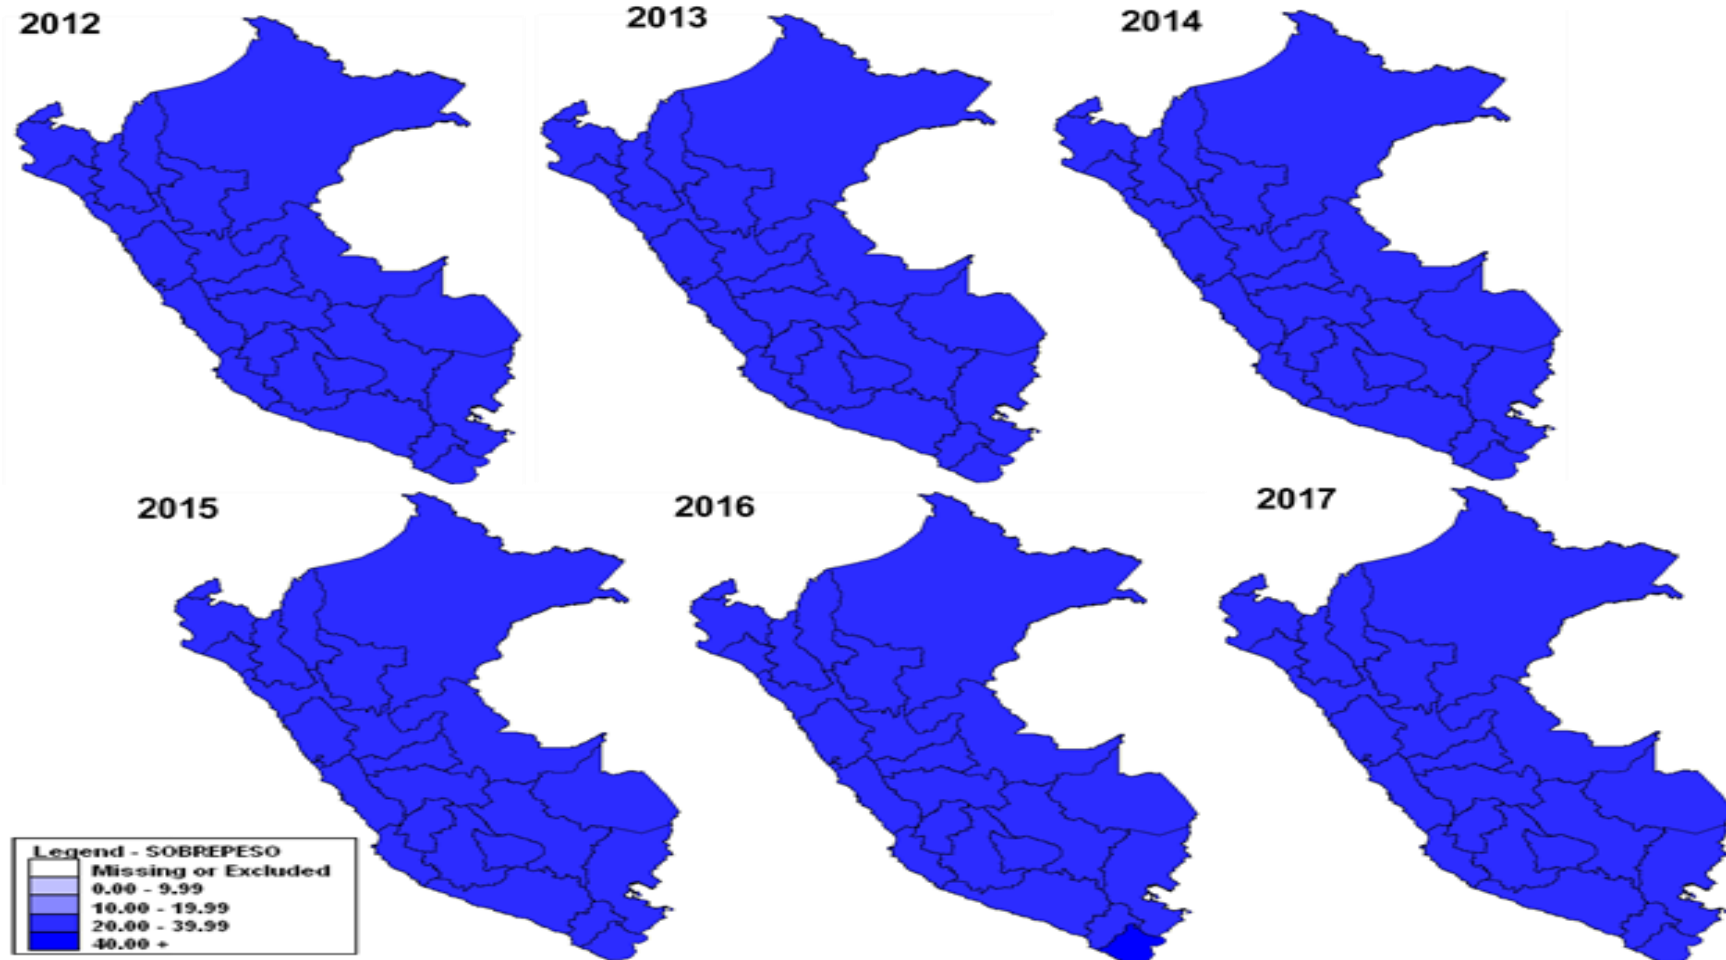 2012
2013
2014
2015
2016
2017
Legend - SOBREPESO
Missing or Excluded
0.00 - 9.99
10.00 - 19.99
20.00 - 39.99
40.00 +